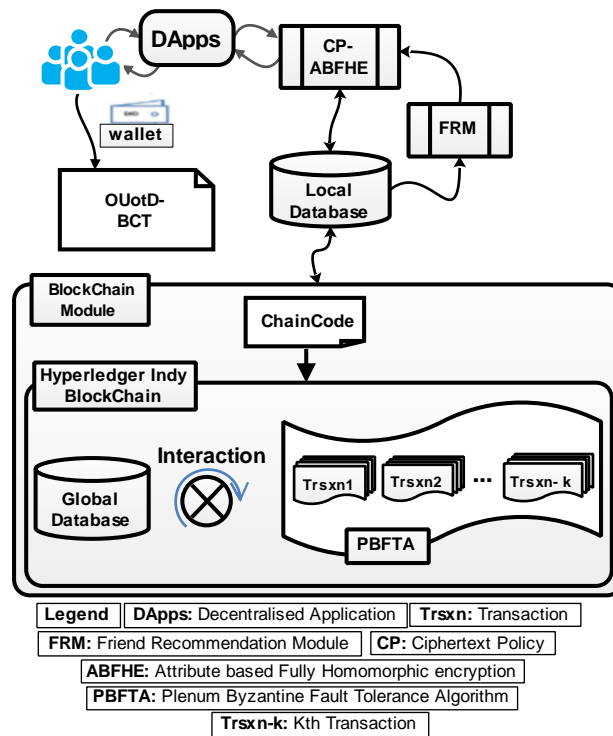 DApps
CP-
ABFHE
FRM
wallet
OUotD-
BCT
Local
Database
BlockChain
Module
ChainCode
Hyperledger Indy
BlockChain
Interaction
Global
Database
Trsxn1
Trsxn2
...
Trsxn- k
PBFTA
Legend
DApps: Decentralised Application
Trsxn: Transaction
FRM: Friend Recommendation Module
CP: Ciphertext Policy
ABFHE: Attribute based Fully Homomorphic encryption
PBFTA: Plenum Byzantine Fault Tolerance Algorithm
Trsxn-k: Kth Transaction